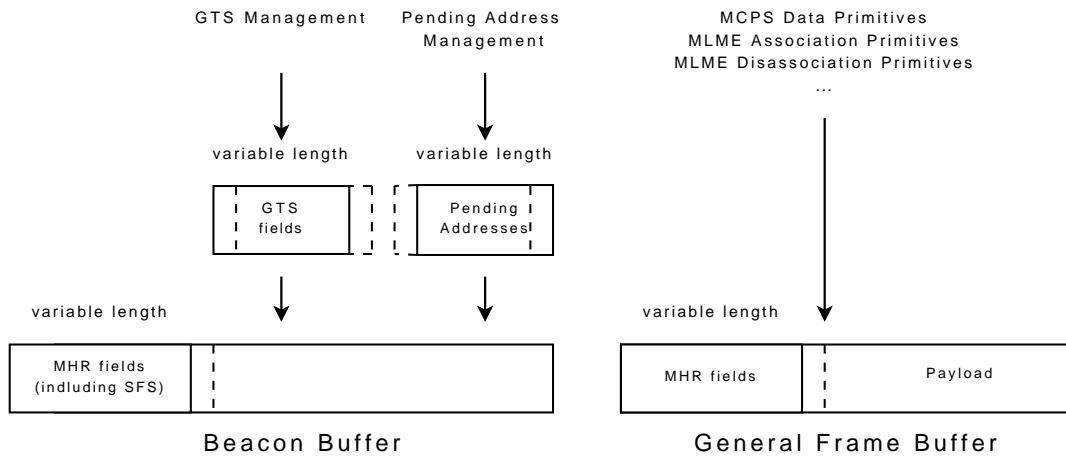 GTS Management
Pending Address
Management
variable length
variable length
GTS
fields
Pending
Addresses
variable length
MHR fields
(indluding SFS)
Beacon Buffer
MCPS Data Primitives
MLME Association Primitives
MLME Disassociation Primitives
...
variable length
MHR fields
Payload
General Frame Buffer